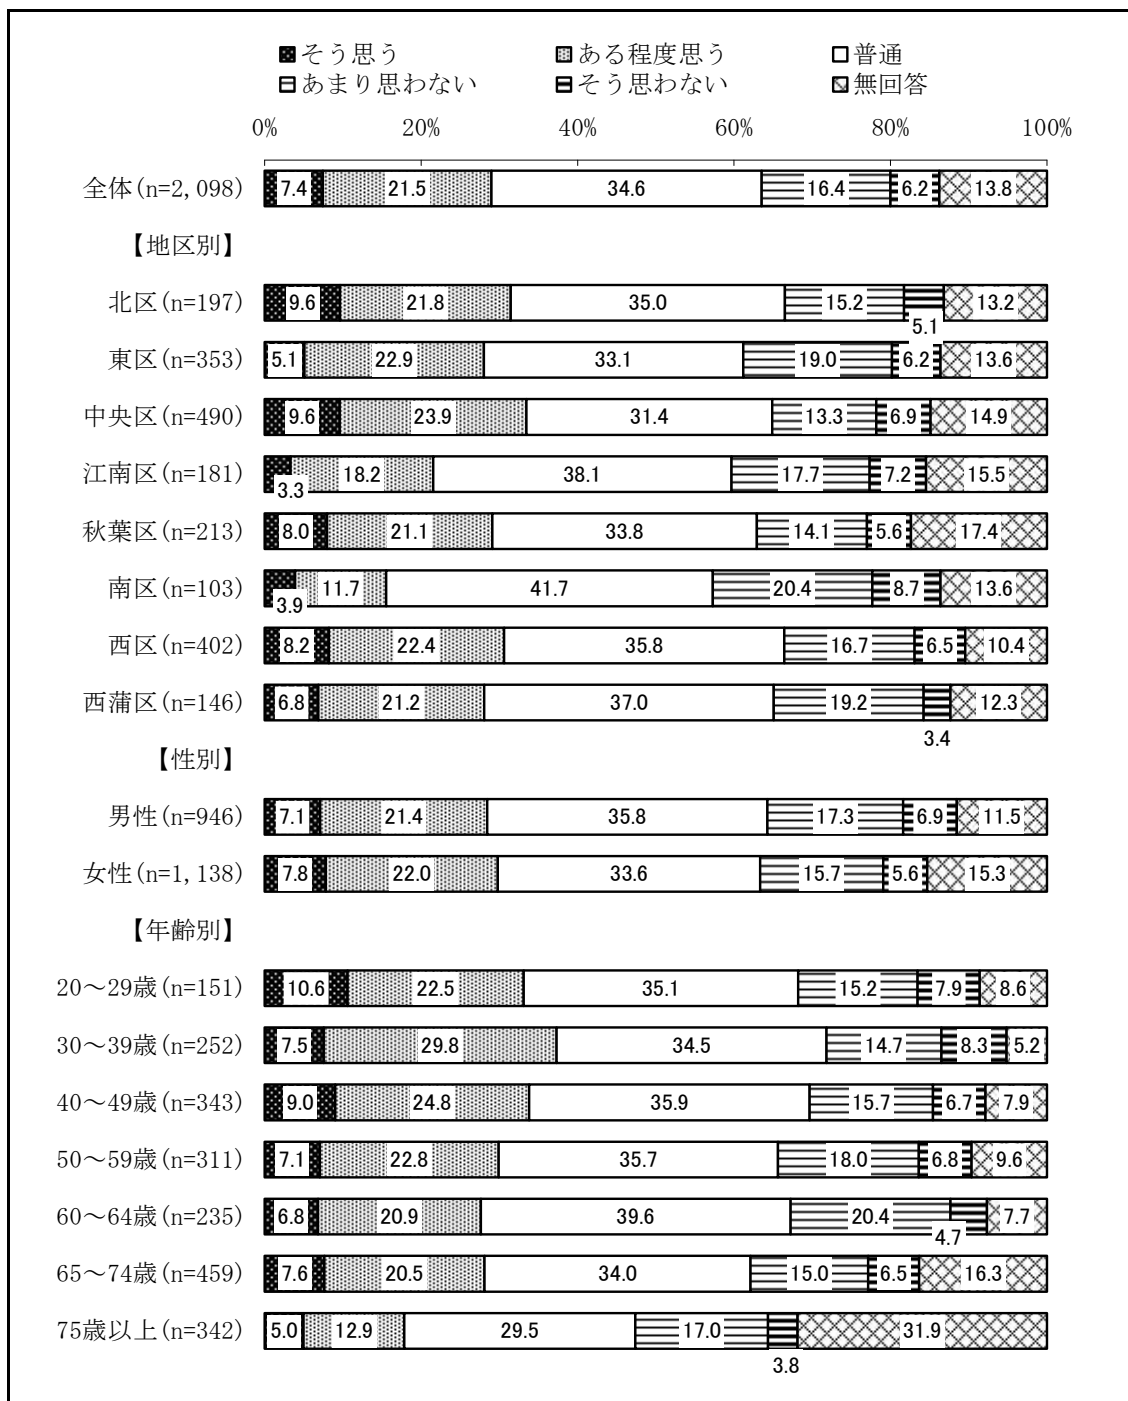 そう思う ある程度思う 普通
あまり思わない そう思わない 無回答
0% 20% 40% 60% 80% 100%
全体(n=2,098) 7.4 21.5 34.6 16.4 6.2 13.8
【地区別】
北区(n=197) 9.6 21.8 35.0 15.2 5.1 13.2
東区(n=353) 5.1 22.9 33.1 19.0 6.2 13.6
中央区(n=490) 9.6 23.9 31.4 13.3 6.9 14.9
江南区(n=181) 3.3 18.2 38.1 17.7 7.2 15.5
秋葉区(n=213) 8.0 21.1 33.8 14.1 5.6 17.4
南区(n=103) 3.9 11.7 41.7 20.4 8.7 13.6
西区(n=402) 8.2 22.4 35.8 16.7 6.5 10.4
西蒲区(n=146) 6.8 21.2 37.0 19.2 3.4 12.3
【性別】
男性(n=946) 7.1 21.4 35.8 17.3 6.9 11.5
女性(n=1,138) 7.8 22.0 33.6 15.7 5.6 15.3
【年齢別】
20～29歳(n=151) 10.6 22.5 35.1 15.2 7.9 8.6
30～39歳(n=252) 7.5 29.8 34.5 14.7 8.3 5.2
40～49歳(n=343) 9.0 24.8 35.9 15.7 6.7 7.9
50～59歳(n=311) 7.1 22.8 35.7 18.0 6.8 9.6
60～64歳(n=235) 6.8 20.9 39.6 20.4 4.7 7.7
65～74歳(n=459) 7.6 20.5 34.0 15.0 6.5 16.3
75歳以上(n=342) 5.0 12.9 29.5 17.0 3.8 31.9